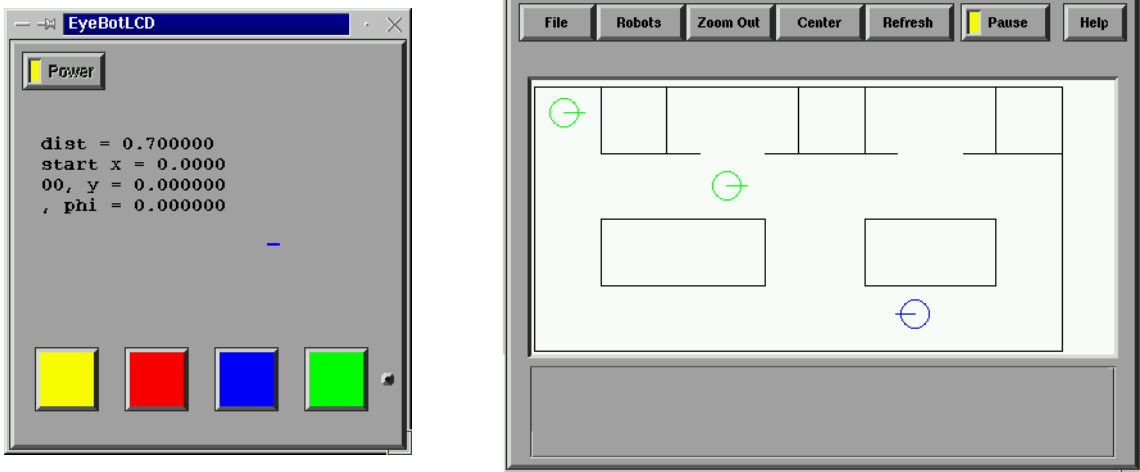 EyeBotLCD
Power
dist = 0.700000
start x = 0.0000
00, y = 0.000000
, phi = 0.000000
File Robots Zoom Out Center Refresh Pause Help